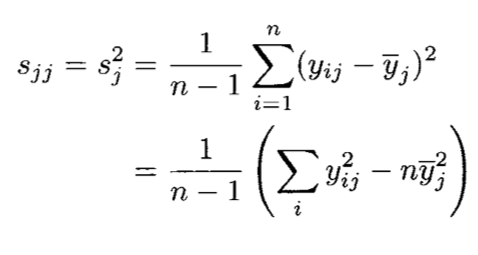 $s_{jj} = s_j^2 = \frac{1}{n-1} \sum_{i=1}^{n} (y_{ij} - \overline{y}_j)^2$
$= \frac{1}{n-1} \left( \sum_i y_{ij}^2 - n\overline{y}_j^2 \right)$